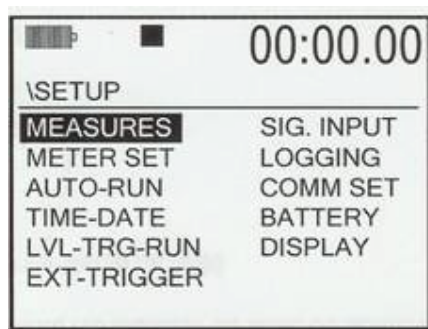 00:00.00
\SETUP
MEASURES SIG. INPUT
METER SET LOGGING
AUTO-RUN COMM SET
TIME-DATE BATTERY
LVL-TRG-RUN DISPLAY
EXT-TRIGGER